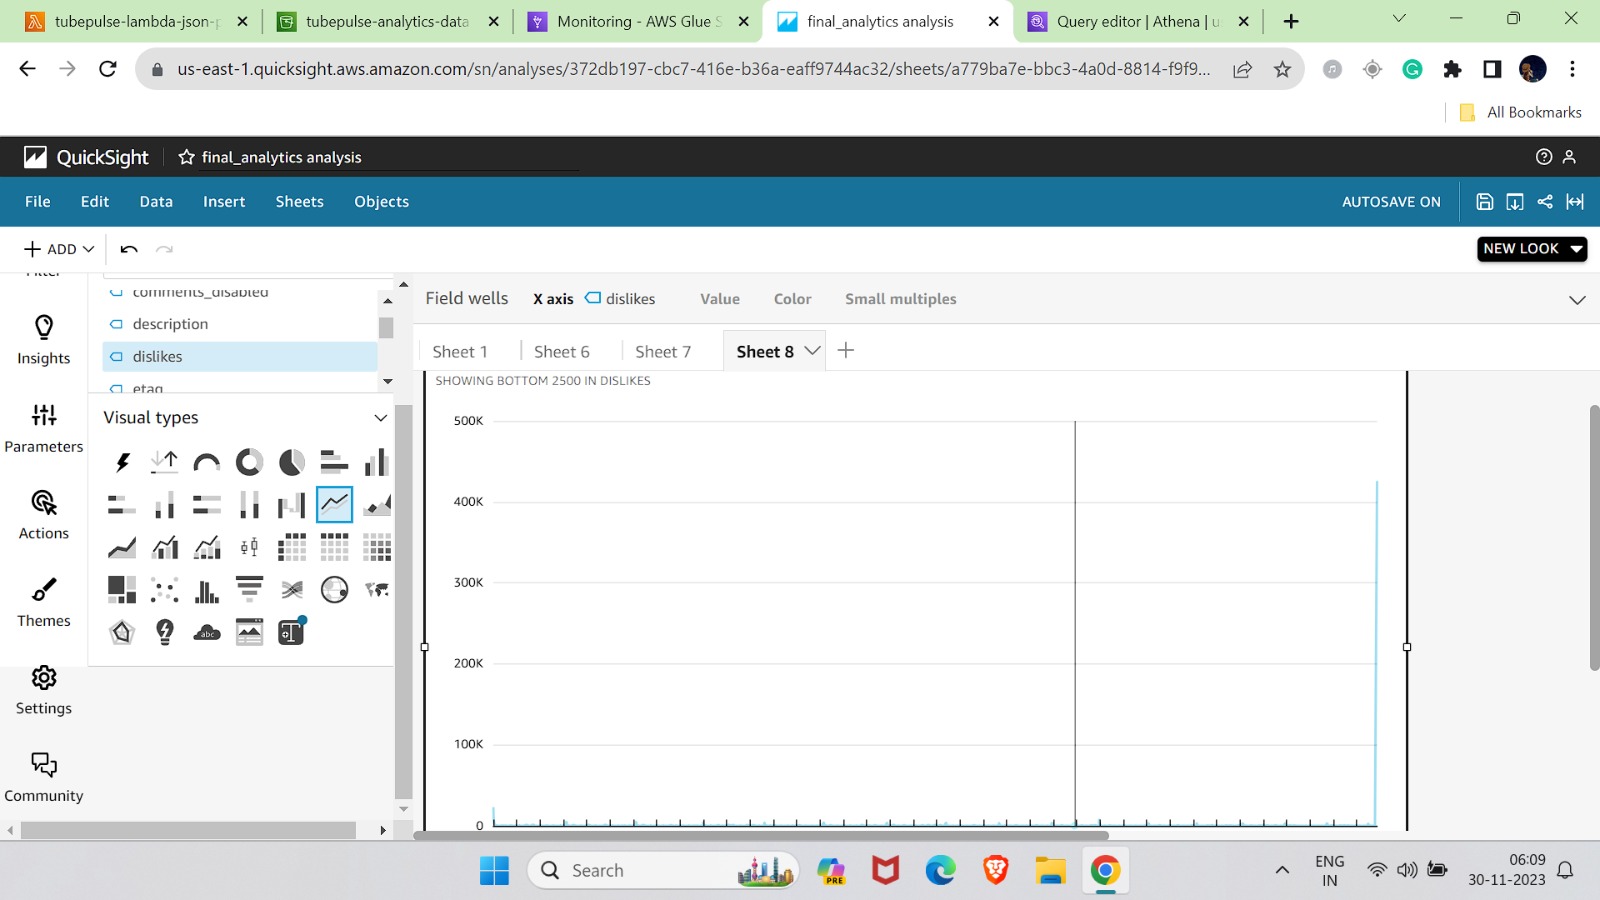 tubepulse-lambda-json-p
tubepulse-analytics-data
Monitoring - AWS Glue S
final_analytics analysis
Query editor | Athena | u
us-east-1.quicksight.aws.amazon.com/sn/analyses/372db197-cbc7-416e-b36a-eaff9744ac32/sheets/a779ba7e-bbc3-4a0d-8814-f9f9...
All Bookmarks
QuickSight
final_analytics analysis
File Edit Data Insert Sheets Objects
AUTOSAVE ON
ADD
NEW LOOK
Filter
Insights
Parameters
Actions
Themes
Settings
Community
comments_disabled
description
dislikes
etag
Visual types
abc
Field wells X axis dislikes Value Color Small multiples
Sheet 1 Sheet 6 Sheet 7 Sheet 8
SHOWING BOTTOM 2500 IN DISLIKES
500K
400K
300K
200K
100K
0
Search
PRE
ENG
IN
06:09
30-11-2023